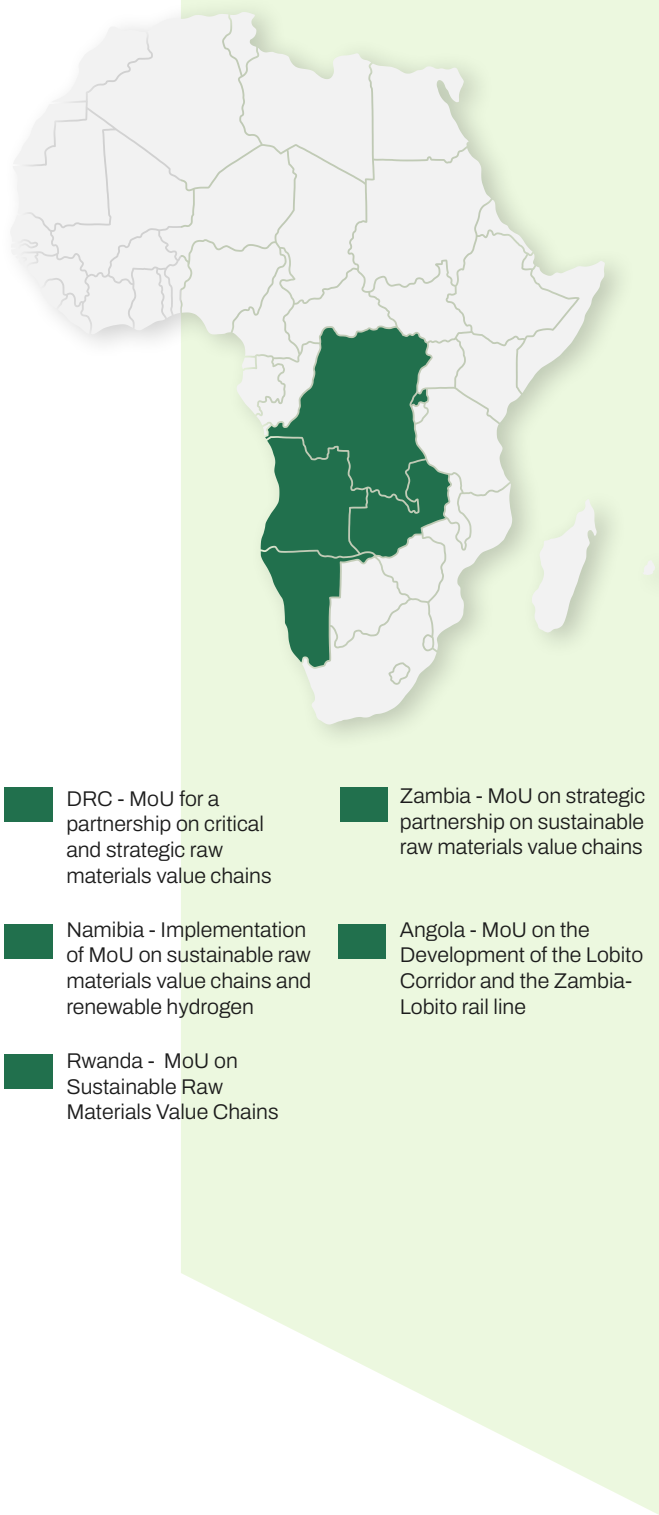 DRC - MoU for a
partnership on critical
and strategic raw
materials value chains
Zambia - MoU on strategic
partnership on sustainable
raw materials value chains
Namibia - Implementation
of MoU on sustainable raw
materials value chains and
renewable hydrogen
Angola - MoU on the
Development of the Lobito
Corridor and the Zambia-
Lobito rail line
Rwanda -  MoU on
Sustainable Raw
Materials Value Chains